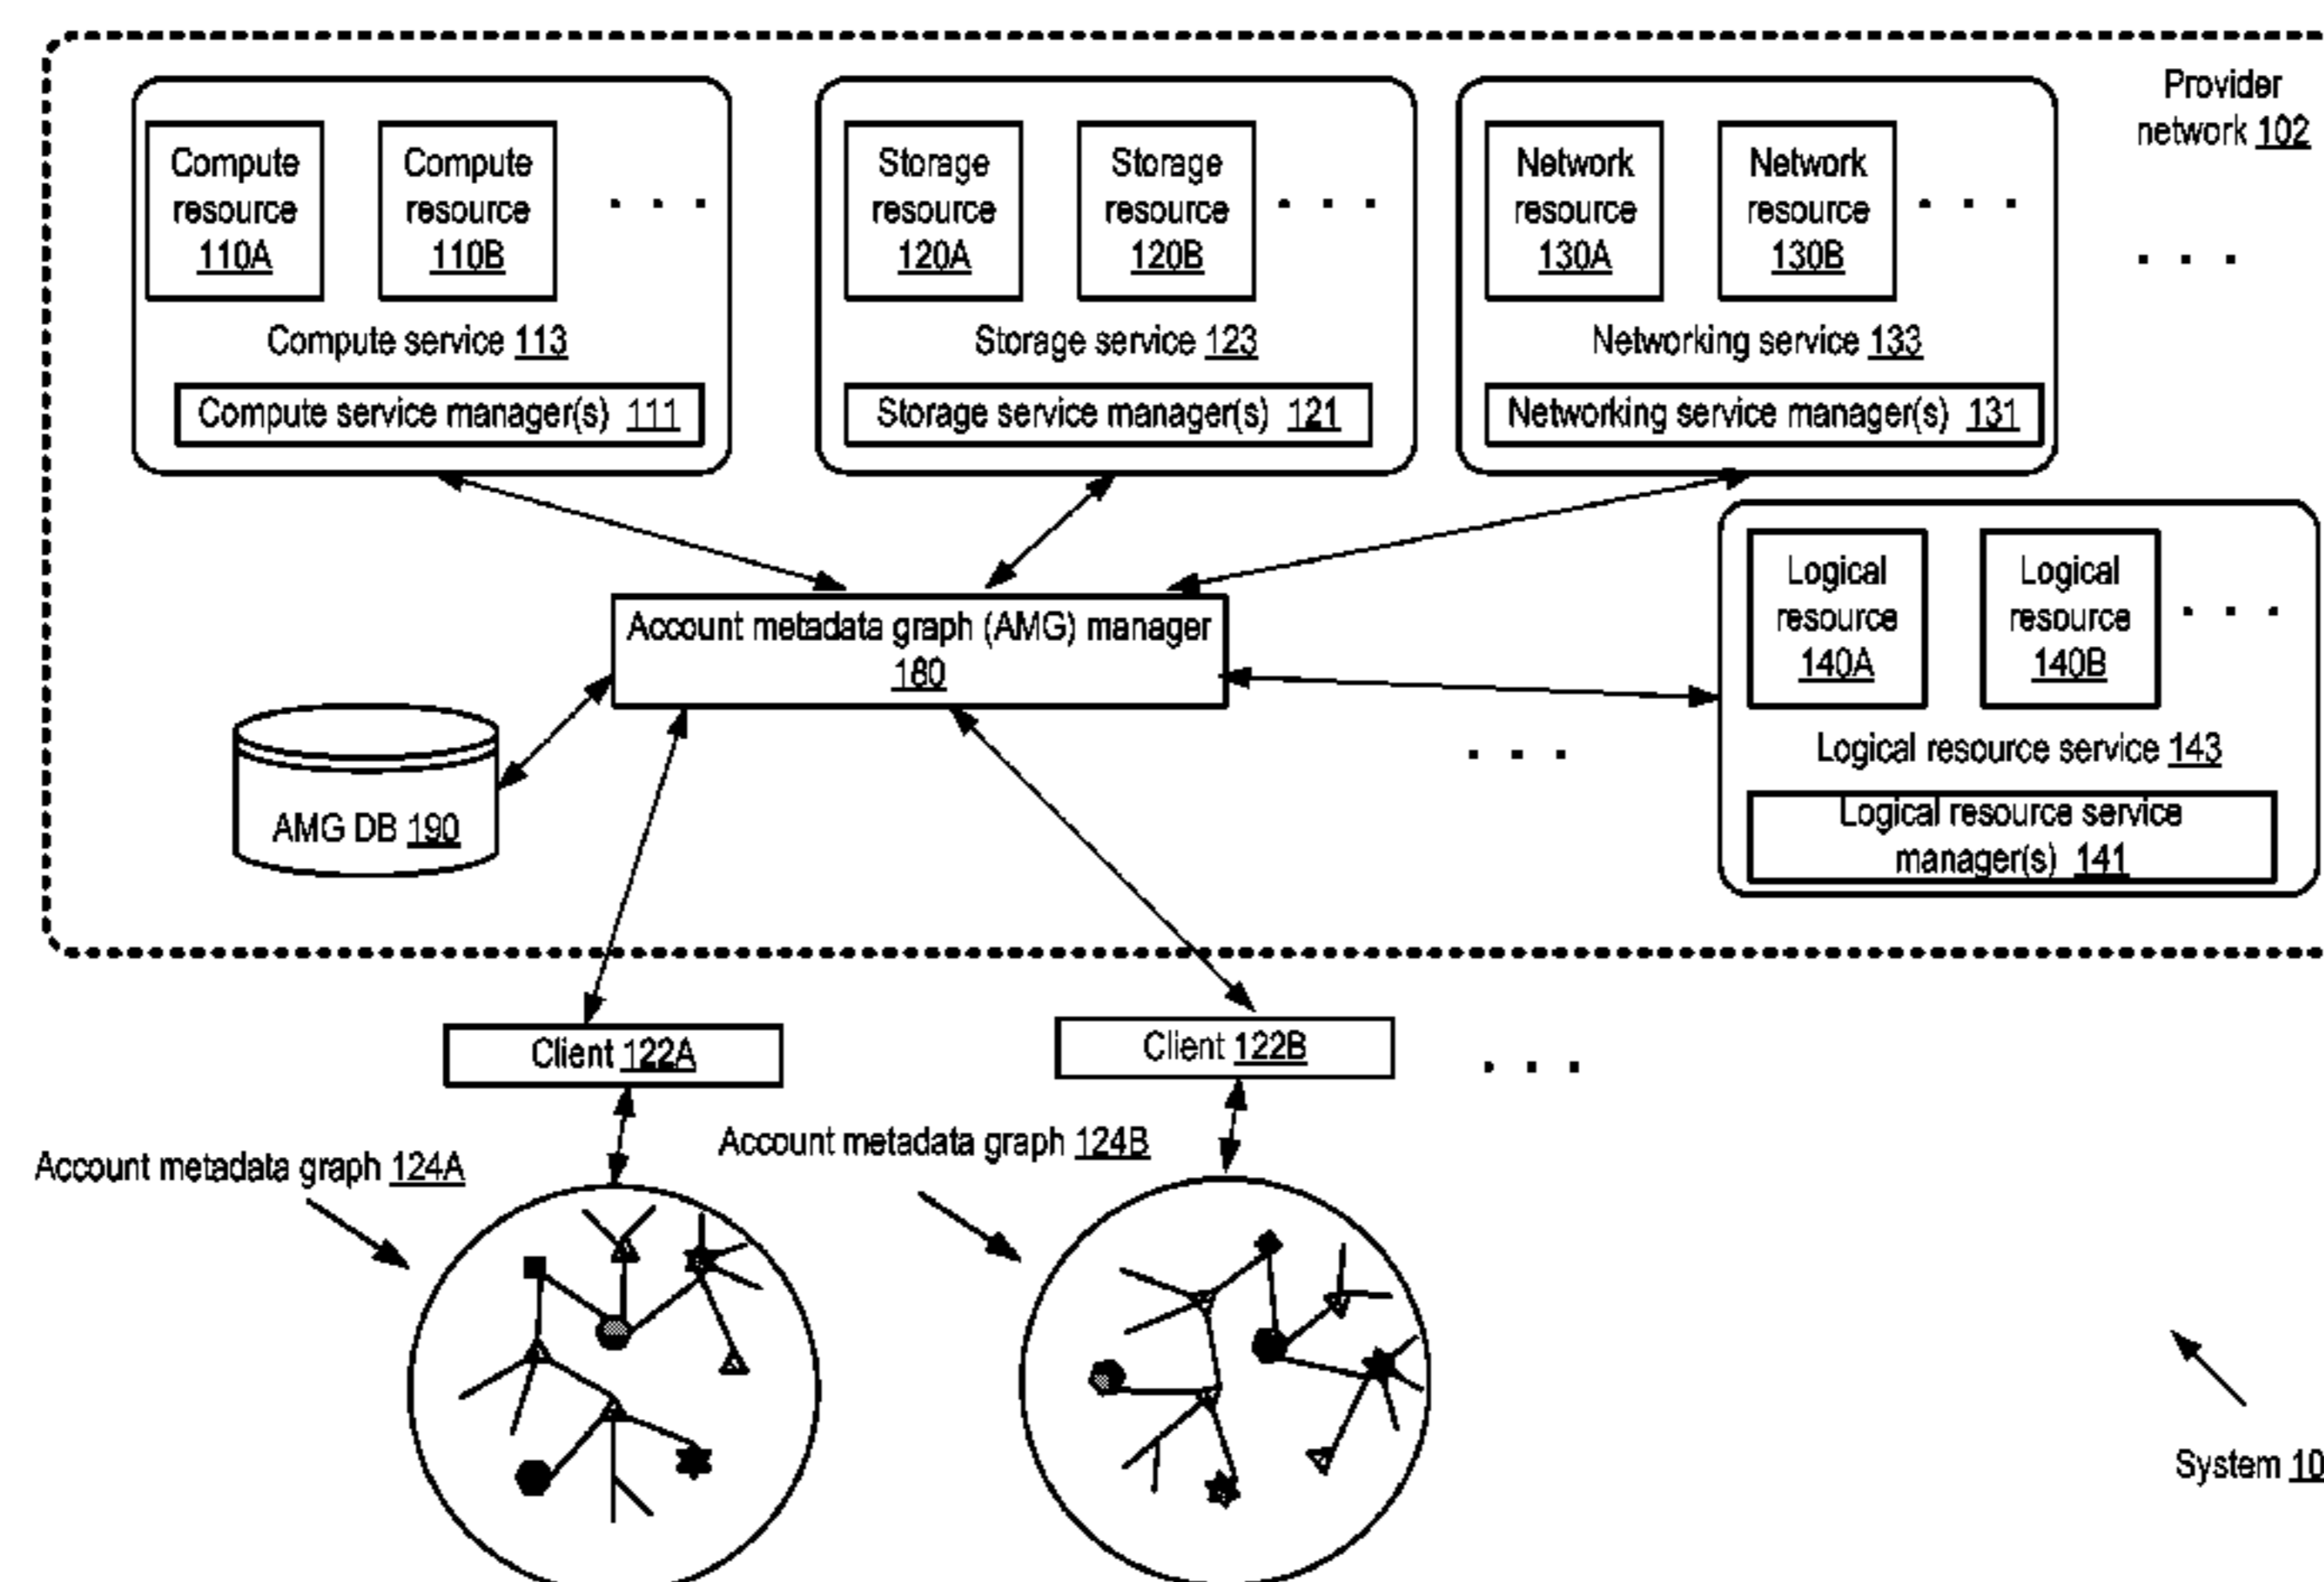 Provider
network 102
Compute
resource
110A
Compute
resource
110B
. . .
Compute service 113
Compute service manager(s) 111
Storage
resource
120A
Storage
resource
120B
. . .
Storage service 123
Storage service manager(s) 121
Network
resource
130A
Network
resource
130B
. . .
Networking service 133
Networking service manager(s) 131
. . .
Account metadata graph (AMG) manager
180
Logical
resource
140A
Logical
resource
140B
. . .
Logical resource service 143
Logical resource service
manager(s) 141
. . .
AMG DB 190
Client 122A
Client 122B
. . .
Account metadata graph 124A
Account metadata graph 124B
System 10